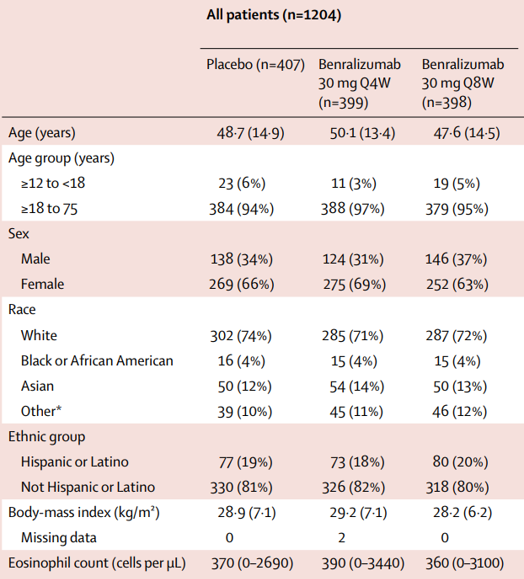 All patients (n=1204)
Placebo (n=407) Benralizumab 30 mg Q4W (n=399) Benralizumab 30 mg Q8W (n=398)
Age (years) 48·7 (14·9) 50·1 (13·4) 47·6 (14·5)
Age group (years)
≥12 to <18 23 (6%) 11 (3%) 19 (5%)
≥18 to 75 384 (94%) 388 (97%) 379 (95%)
Sex
Male 138 (34%) 124 (31%) 146 (37%)
Female 269 (66%) 275 (69%) 252 (63%)
Race
White 302 (74%) 285 (71%) 287 (72%)
Black or African American 16 (4%) 15 (4%) 15 (4%)
Asian 50 (12%) 54 (14%) 50 (13%)
Other* 39 (10%) 45 (11%) 46 (12%)
Ethnic group
Hispanic or Latino 77 (19%) 73 (18%) 80 (20%)
Not Hispanic or Latino 330 (81%) 326 (82%) 318 (80%)
Body-mass index (kg/m²) 28·9 (7·1) 29·2 (7·1) 28·2 (6·2)
Missing data 0 2 0
Eosinophil count (cells per μL) 370 (0–2690) 390 (0–3440) 360 (0–3100)